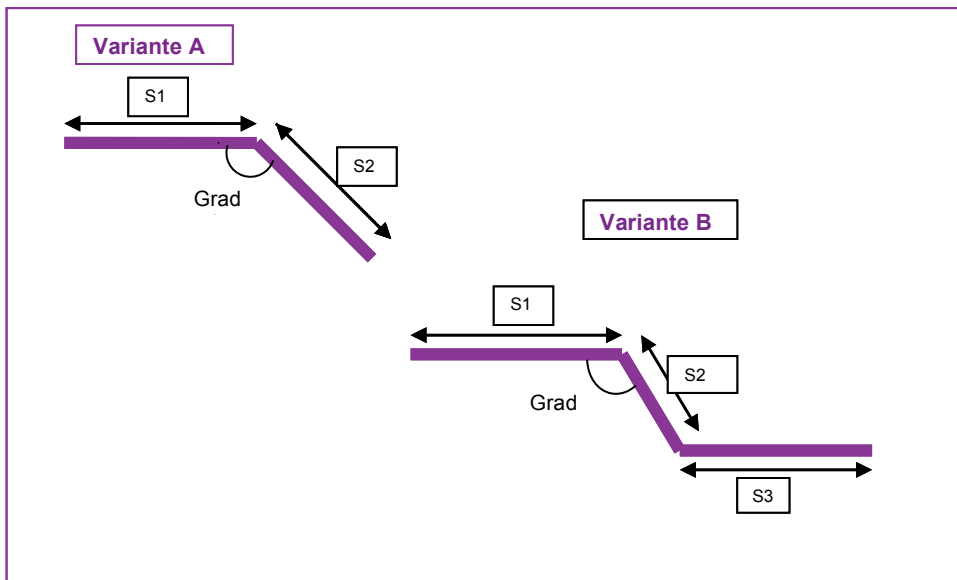 Variante A
S1
S2
Grad
Variante B
S1
S2
Grad
S3